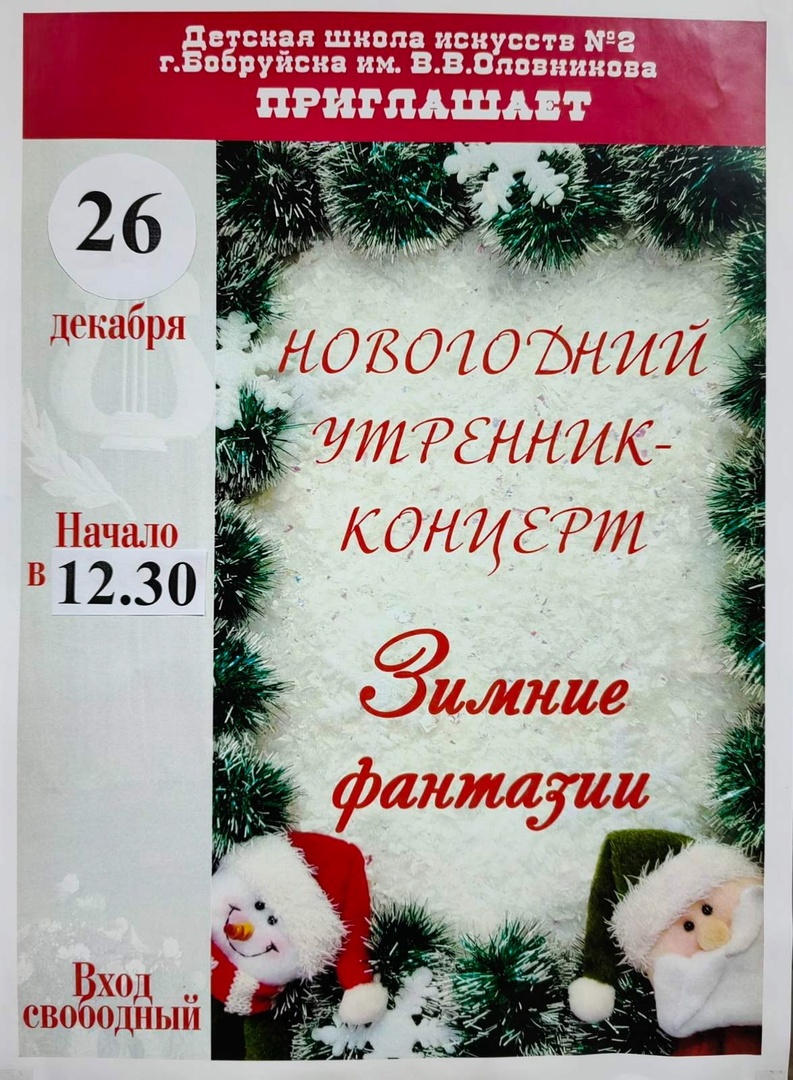 Детская школа искусств №2
г.Бобруйска им. В.В.Оловникова
ПРИГЛАШАЕТ
26
декабря
Начало
в 12.30
Вход
свободный
НОВОГОДНИЙ
УТРЕННИК-
КОНЦЕРТ
Зимние
фантазии